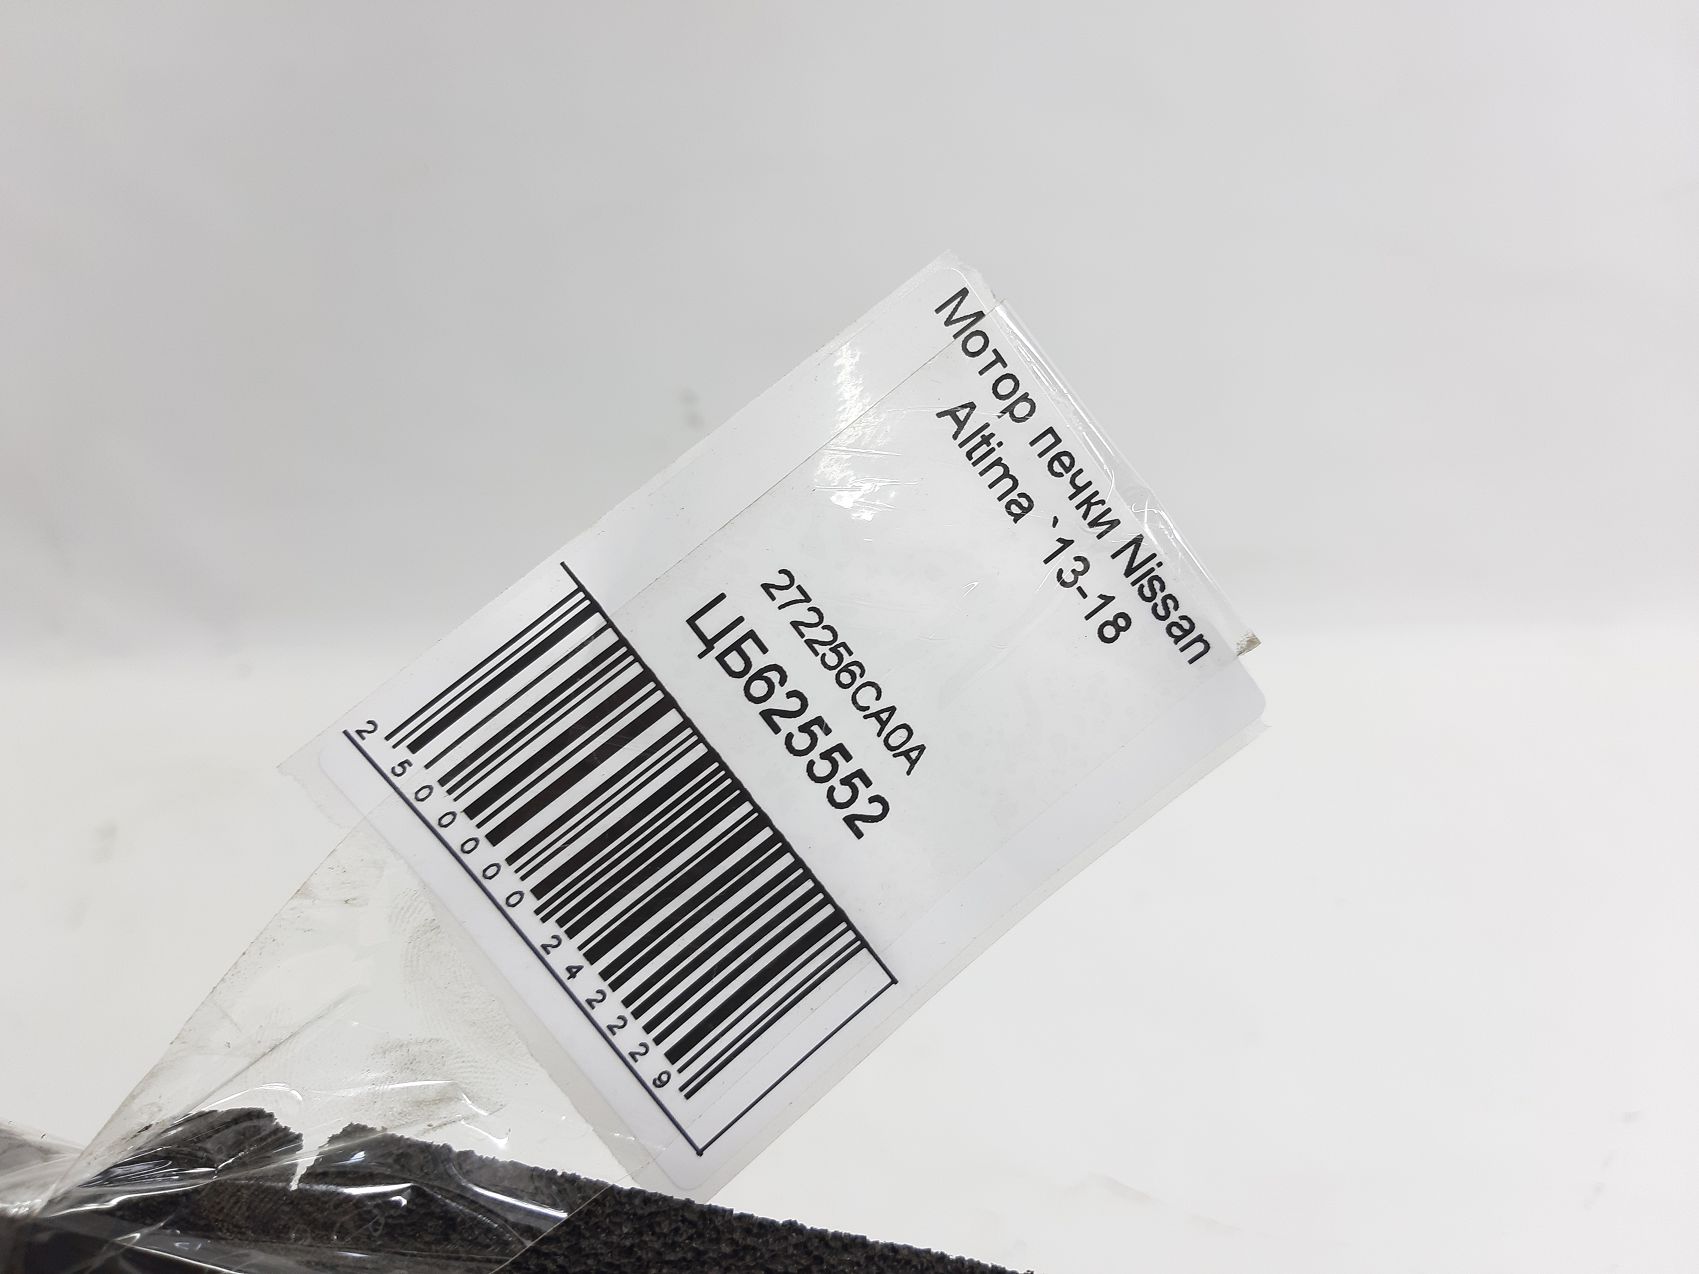 Мотор печки Nissan
Altima `13-18
272256CA0A
ЦБ625552
2500000242229